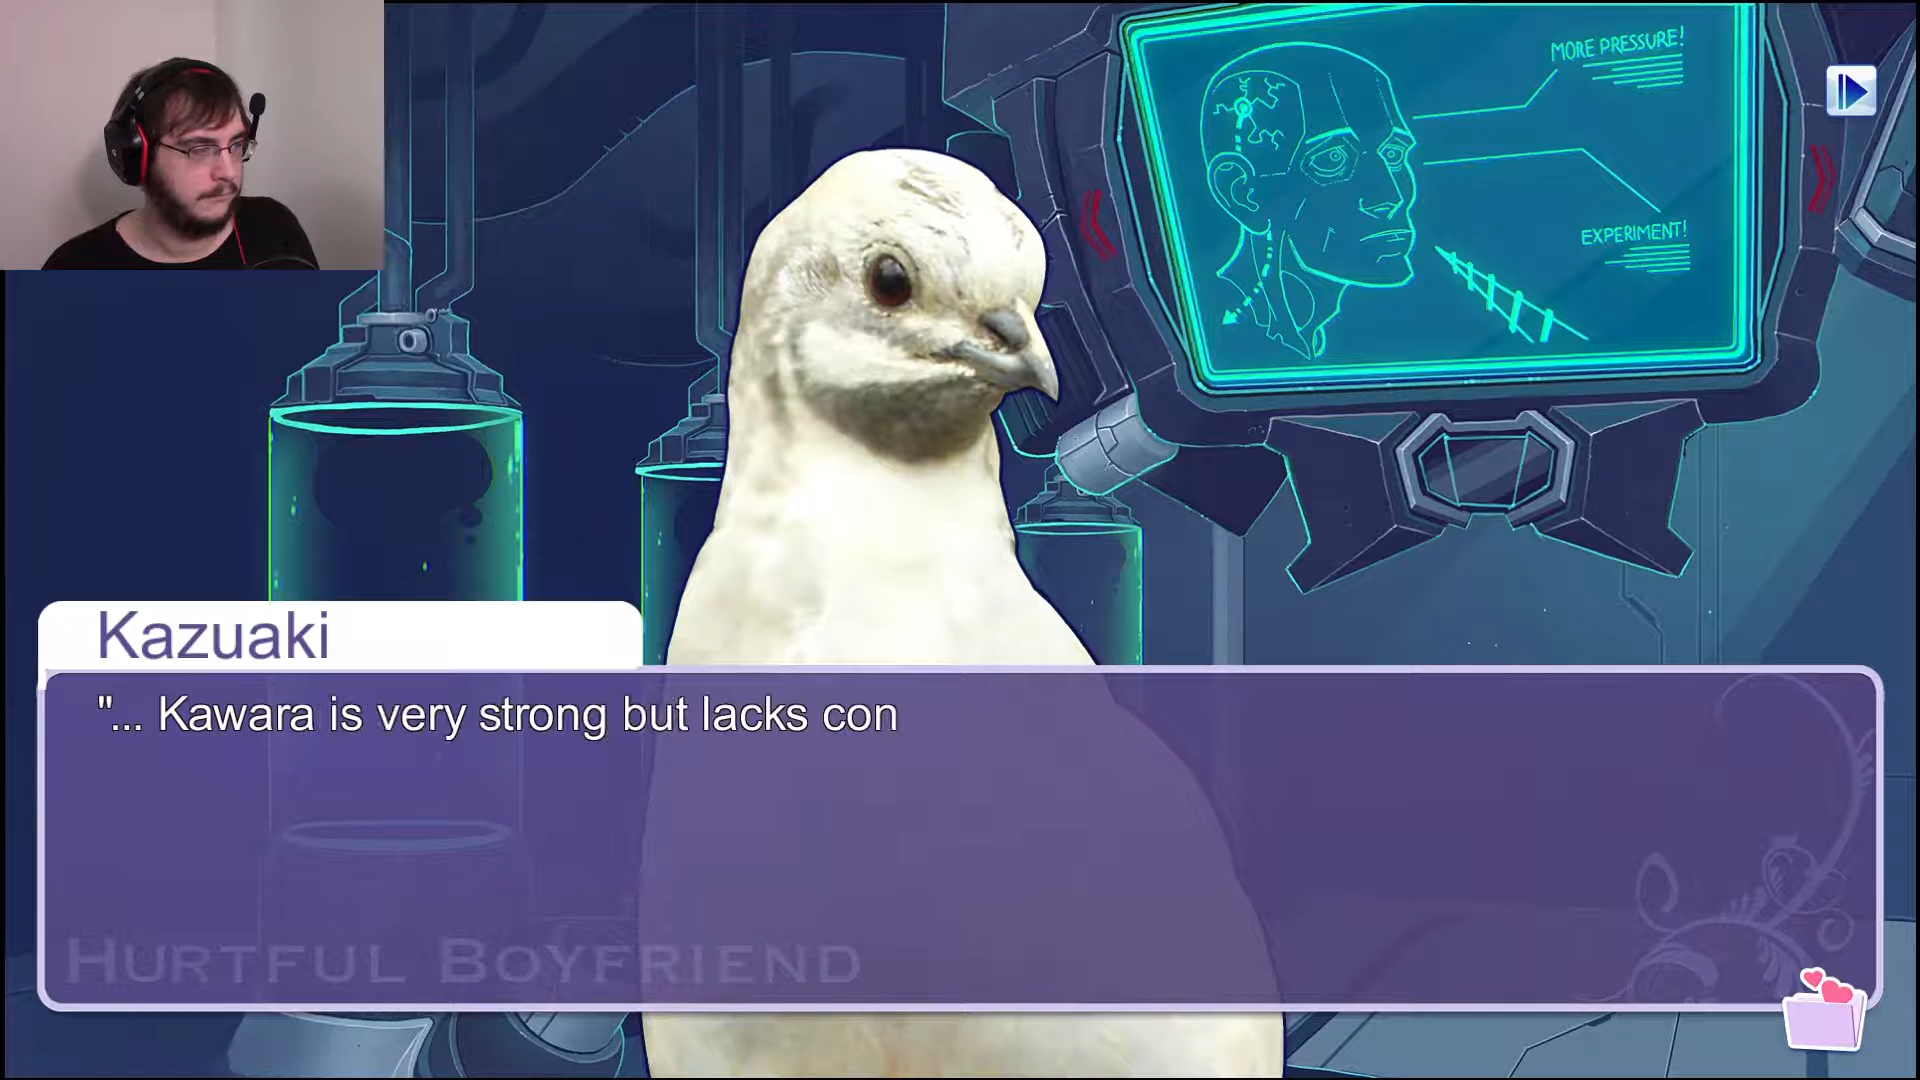 MORE PRESSURE!
EXPERIMENT!
Kazuaki
"... Kawara is very strong but lacks con
HURTFUL BOYFRIEND